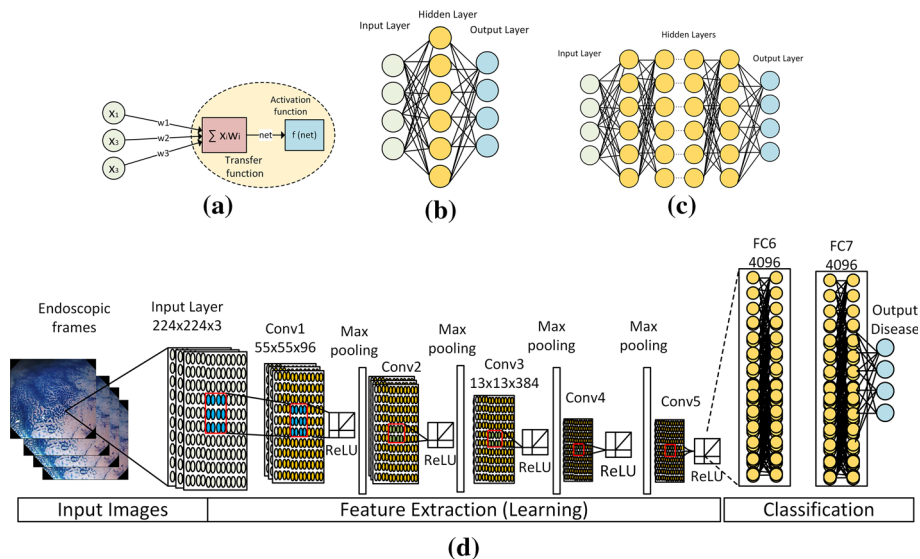 X1
X3
X3
w1
w2
w3
∑ XiWi
Transfer
function
net
Activation
function
f (net)
(a)
Input Layer
Hidden Layer
Output Layer
(b)
Input Layer
Hidden Layers
Output Layer
(c)
Endoscopic
frames
Input Layer
224x224x3
Conv1
55x55x96
ReLU
Max
pooling
Conv2
ReLU
Max
pooling
Conv3
13x13x384
ReLU
Max
pooling
Conv4
ReLU
Max
pooling
Conv5
ReLU
FC6
4096
FC7
4096
Output
Disease
Input Images
Feature Extraction (Learning)
Classification
(d)